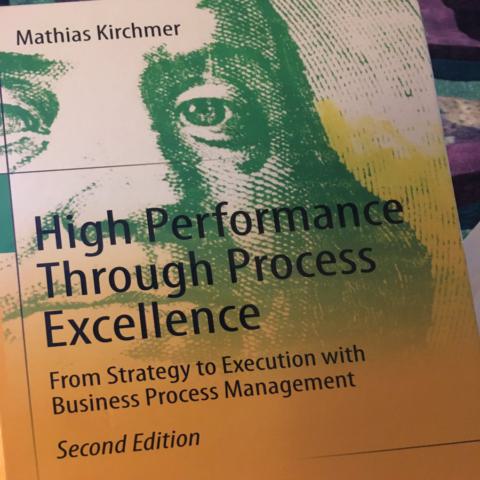 Mathias Kirchmer
High Performance
Through Process
Excellence
From Strategy to Execution with
Business Process Management
Second Edition